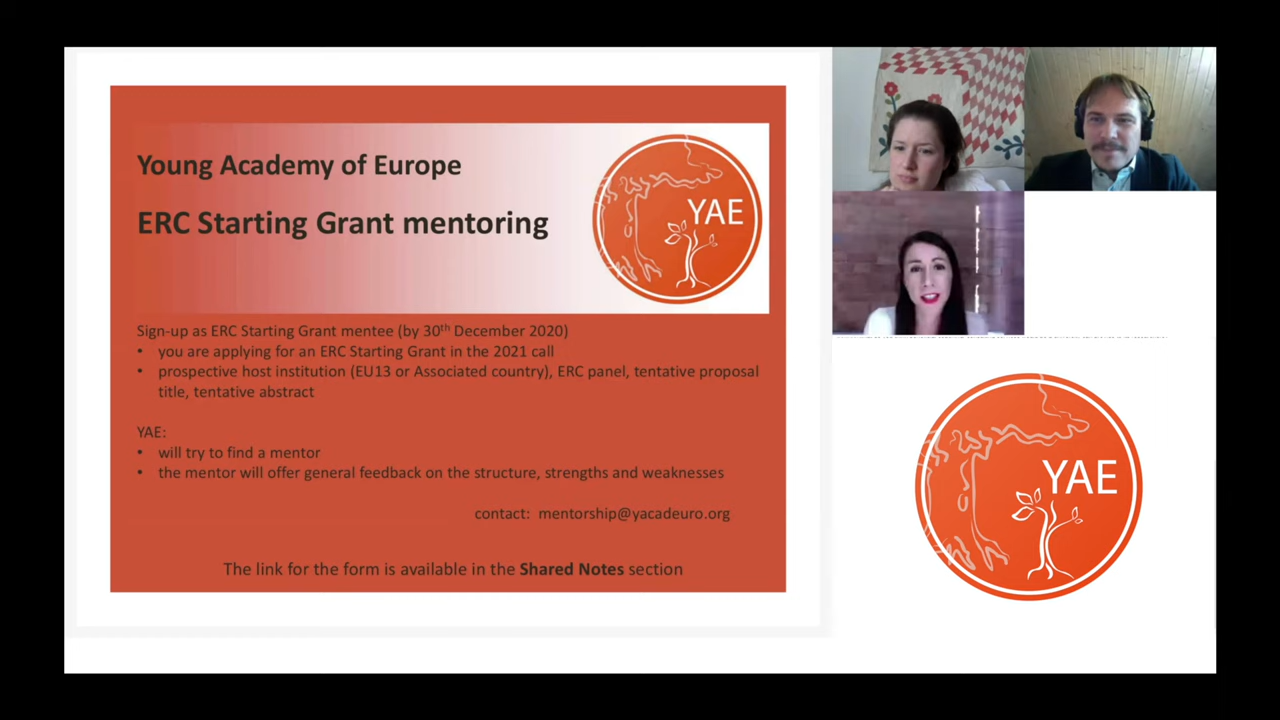 Young Academy of Europe
ERC Starting Grant mentoring
YAE
Sign-up as ERC Starting Grant mentee (by 30th December 2020)
• you are applying for an ERC Starting Grant in the 2021 call
• prospective host institution (EU13 or Associated country), ERC panel, tentative proposal
title, tentative abstract
YAE:
• will try to find a mentor
• the mentor will offer general feedback on the structure, strengths and weaknesses
contact: mentorship@yacadeuro.org
The link for the form is available in the Shared Notes section
YAE